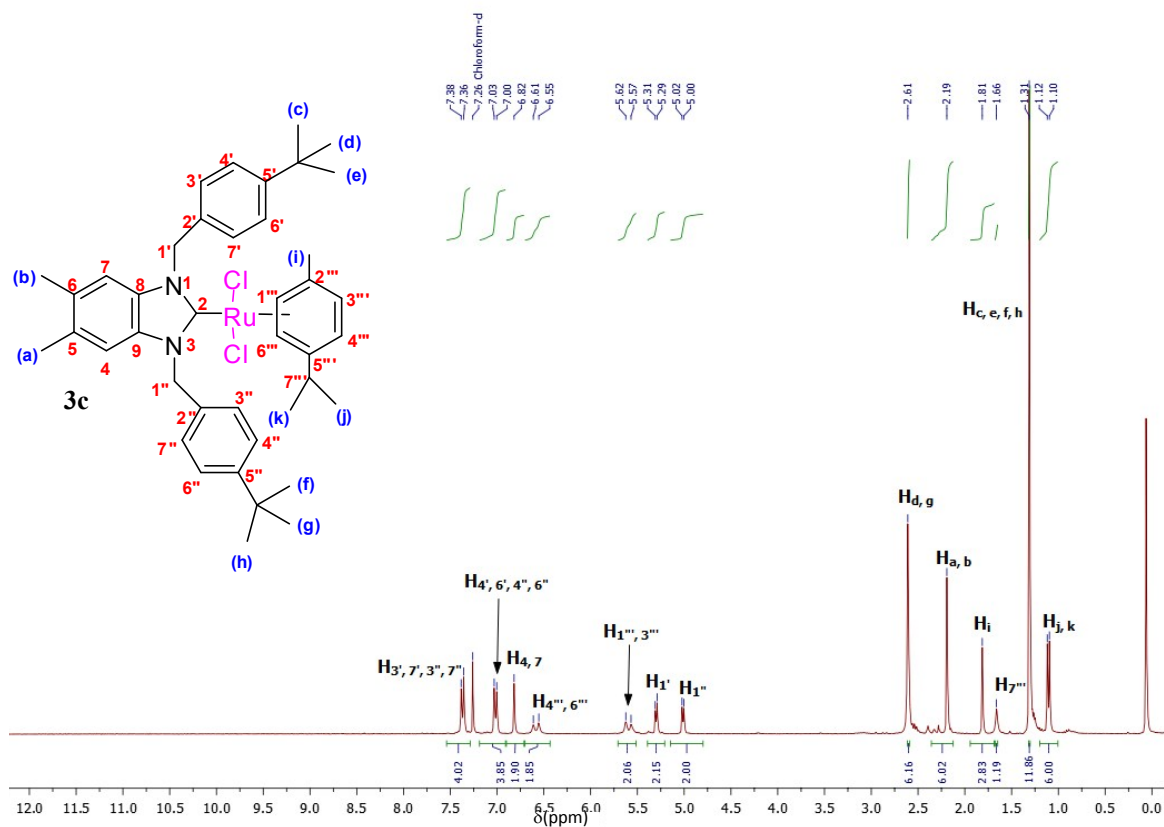 7.38
7.36
7.26 Chloroform-d
7.03
7.00
6.82
6.61
6.55
5.62
5.57
5.31
5.29
5.02
5.00
2.61
2.19
1.81
1.66
1.31
1.12
1.10
(c)
(d)
(e)
4'
3'
5'
6'
2'
7'
1'
(b)
7
6
8
N
1
Cl
(i)
2'''
1'''
3'''
2
Ru
5
9
N
3
Cl
6'''
4'''
5'''
(a)
4
7'''
1''
(k)
(j)
3c
3''
2''
7''
4''
6''
5''
(f)
(g)
(h)
Hc, e, f, h
Hd, g
Ha, b
Hi
Hj, k
H7'''
H4', 6', 4'', 6''
H3', 7', 3'', 7''
H4, 7
H4''', 6'''
H1''', 3'''
H1'
H1''
4.02
3.85
1.90
1.85
2.06
2.15
2.00
6.16
6.02
2.83
1.19
11.86
6.00
12.0 11.5 11.0 10.5 10.0 9.5 9.0 8.5 8.0 7.5 7.0 6.5 6.0 5.5 5.0 4.5 4.0 3.5 3.0 2.5 2.0 1.5 1.0 0.5 0.0
δ(ppm)